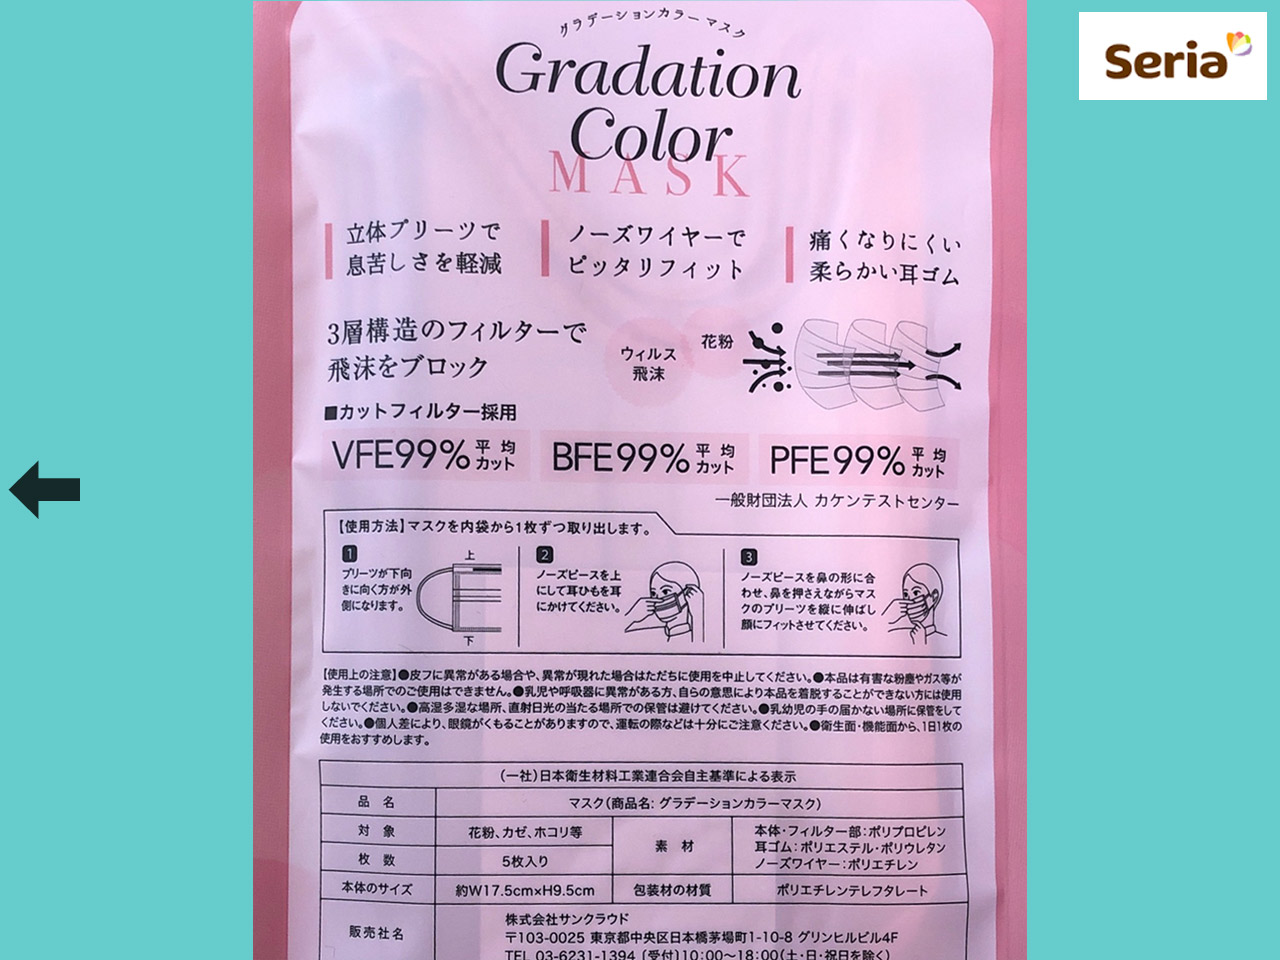 Seria
グラデーションカラーマスク
Gradation
Color
MASK
立体プリーツで
息苦しさを軽減
ノーズワイヤーで
ピッタリフィット
痛くなりにくい
柔らかい耳ゴム
3層構造のフィルターで
飛沫をブロック
ウィルス
飛沫
花粉
■カットフィルター採用
VFE99% 平均カット
BFE99% 平均カット
PFE99% 平均カット
一般財団法人 カケンテストセンター
【使用方法】マスクを内袋から1枚ずつ取り出します。
1
プリーツが下向
きに向く方が外
側になります。
上
下
2
ノーズピースを上
にして耳ひもを耳
にかけてください。
3
ノーズピースを鼻の形に合
わせ、鼻を押さえながらマス
クのプリーツを縦に伸ばし
顔にフィットさせてください。
【使用上の注意】●皮フに異常がある場合や、異常が現れた場合はただちに使用を中止してください。●本品は有害な粉塵やガス等が
発生する場所でのご使用はできません。●乳児や呼吸器に異常がある方、自らの意思により本品を着脱することができない方には使用
しないでください。●高湿多湿な場所、直射日光の当たる場所での保管は避けてください。●乳幼児の手の届かない場所に保管をして
ください。●個人差により、眼鏡がくもることがありますので、運転の際などは十分にご注意ください。●衛生面・機能面から、1日1枚の
使用をおすすめします。
(一社)日本衛生材料工業連合会自主基準による表示
品 名 マスク(商品名: グラデーションカラーマスク)
対 象 花粉、カゼ、ホコリ等
枚 数 5枚入り
素 材
本体・フィルター部:ポリプロピレン
耳ゴム:ポリエステル・ポリウレタン
ノーズワイヤー:ポリエチレン
本体のサイズ 約W17.5cm×H9.5cm 包装材の材質 ポリエチレンテレフタレート
販売社名
株式会社サンクラウド
〒103-0025 東京都中央区日本橋茅場町1-10-8 グリンヒルビル4F
TEL 03-6231-1394 (受付)10:00〜18:00(土・日・祝日を除く)